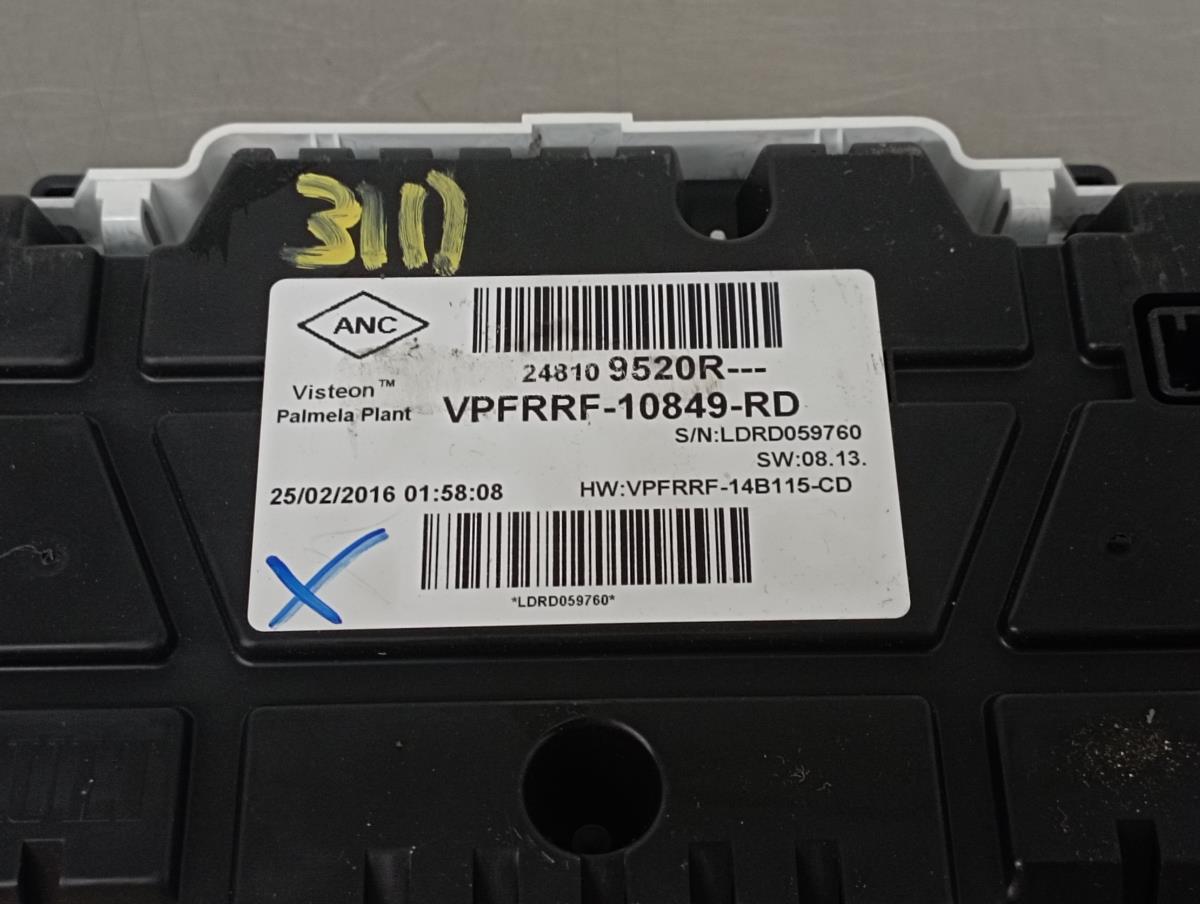 ANC
24810 9520R---
Visteon™
Palmela Plant
VPFRRF-10849-RD
S/N:LDRD059760
SW:08.13.
25/02/2016 01:58:08
HW:VPFRRF-14B115-CD
*LDRD059760*